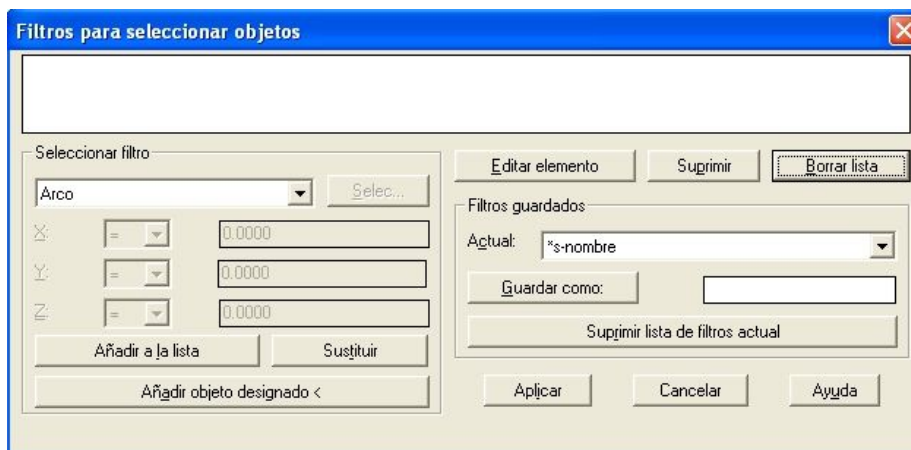 Filtros para seleccionar objetos
Seleccionar filtro
Arco
Selec...
X: = 0.0000
Y: = 0.0000
Z: = 0.0000
Añadir a la lista Sustituir
Añadir objeto designado <
Editar elemento Suprimir Borrar lista
Filtros guardados
Actual: *s-nombre
Guardar como:
Suprimir lista de filtros actual
Aplicar Cancelar Ayuda